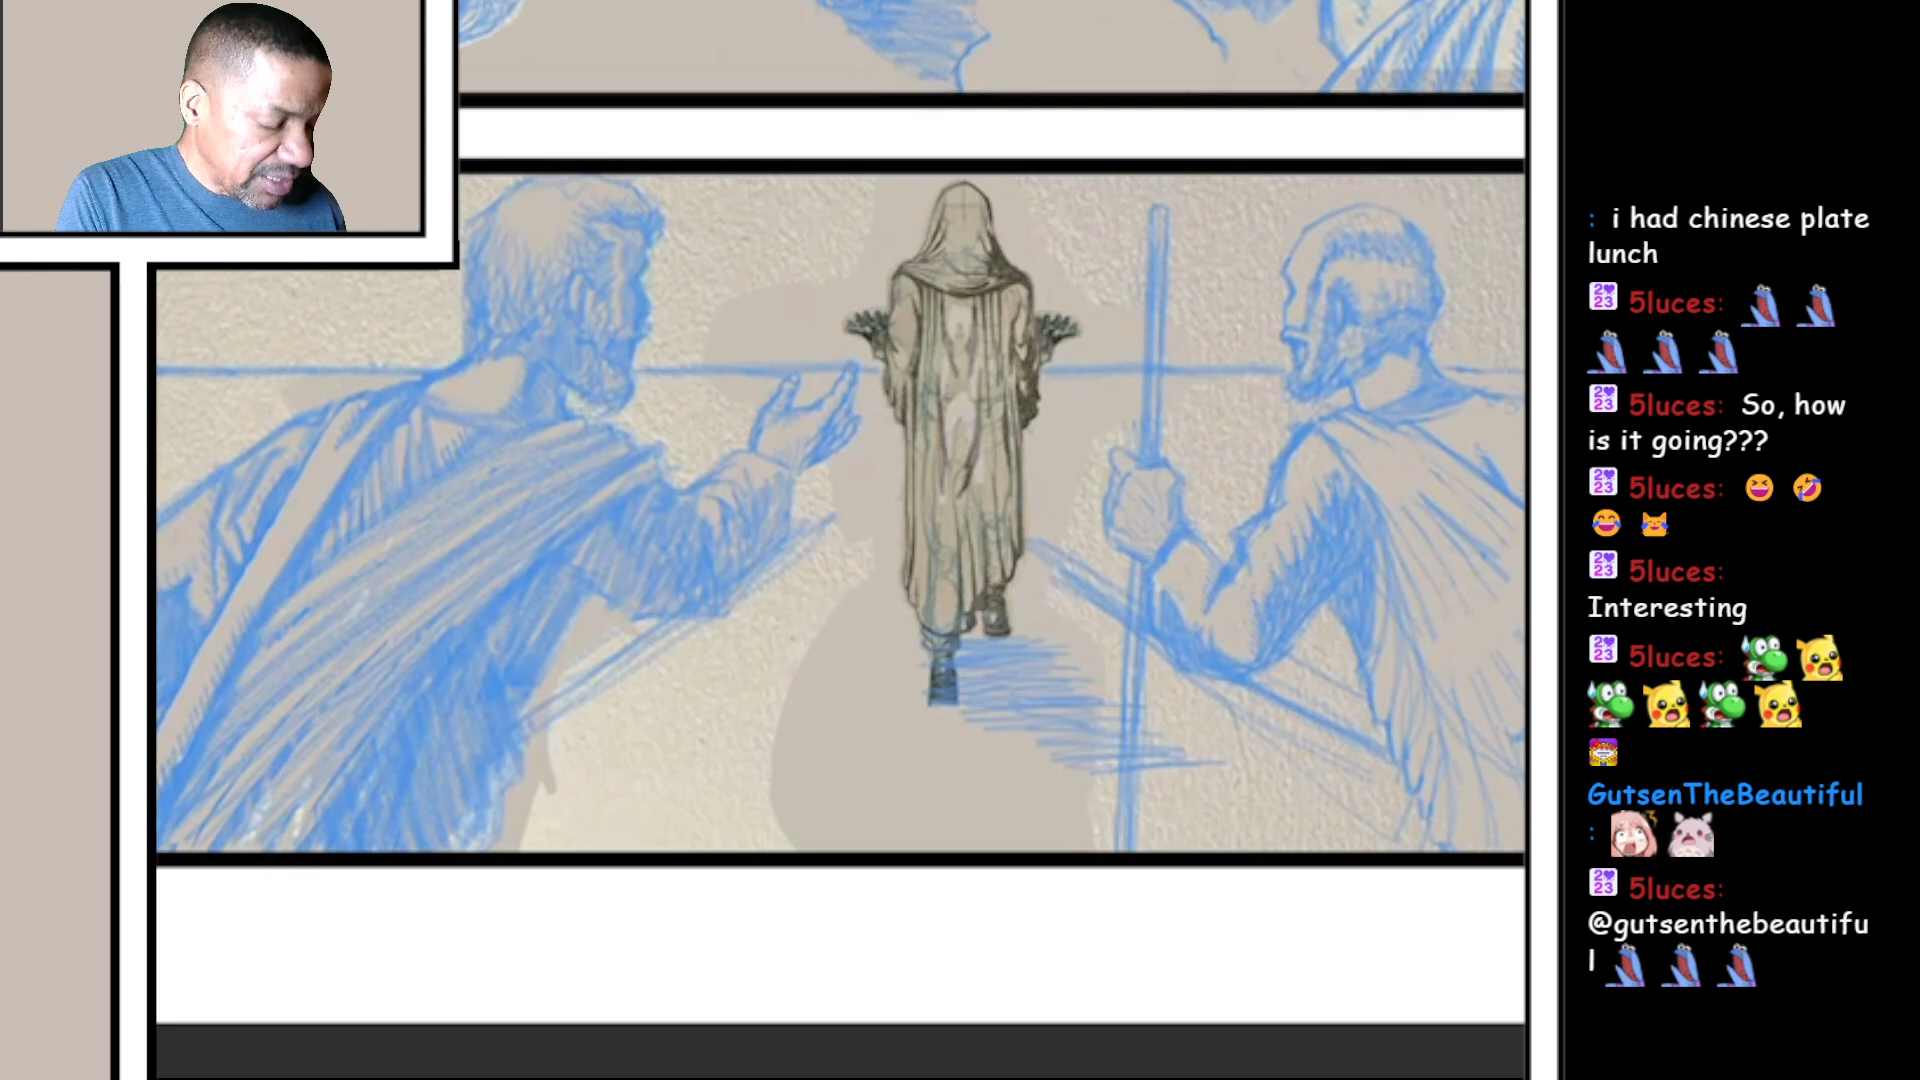 : i had chinese plate
lunch
5luces:
5luces: So, how
is it going???
5luces:
5luces:
Interesting
5luces:
GutsenTheBeautiful
:
5luces:
@gutsenthebeautifu
l